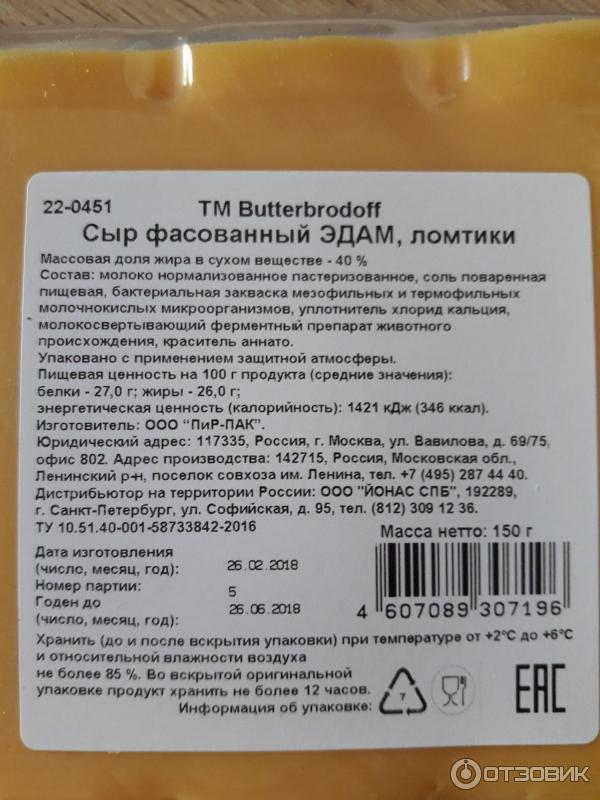 22-0451 ТМ Butterbrodoff
Сыр фасованный ЭДАМ, ломтики
Массовая доля жира в сухом веществе - 40 %
Состав: молоко нормализованное пастеризованное, соль поваренная
пищевая, бактериальная закваска мезофильных и термофильных
молочнокислых микроорганизмов, уплотнитель хлорид кальция,
молокосвертывающий ферментный препарат животного
происхождения, краситель аннато.
Упаковано с применением защитной атмосферы.
Пищевая ценность на 100 г продукта (средние значения):
белки - 27,0 г; жиры - 26,0 г;
энергетическая ценность (калорийность): 1421 кДж (346 ккал).
Изготовитель: ООО “ПиР-ПАК”.
Юридический адрес: 117335, Россия, г. Москва, ул. Вавилова, д. 69/75,
офис 802. Адрес производства: 142715, Россия, Московская обл.,
Ленинский р-н, поселок совхоза им. Ленина, тел. +7 (495) 287 44 40.
Дистрибьютор на территории России: ООО "ЙОНАС СПБ", 192289,
г. Санкт-Петербург, ул. Софийская, д. 95, тел. (812) 309 12 36.
ТУ 10.51.40-001-58733842-2016
Масса нетто: 150 г
Дата изготовления
(число, месяц, год): 26.02.2018
Номер партии: 5
Годен до
(число, месяц, год): 26.06.2018
4 607089 307196
Хранить (до и после вскрытия упаковки) при температуре от +2°С до +6°С
и относительной влажности воздуха
не более 85 %. Во вскрытой оригинальной
упаковке продукт хранить не более 12 часов.
Информация об упаковке:
7
ЕАС
ОТЗОВИК